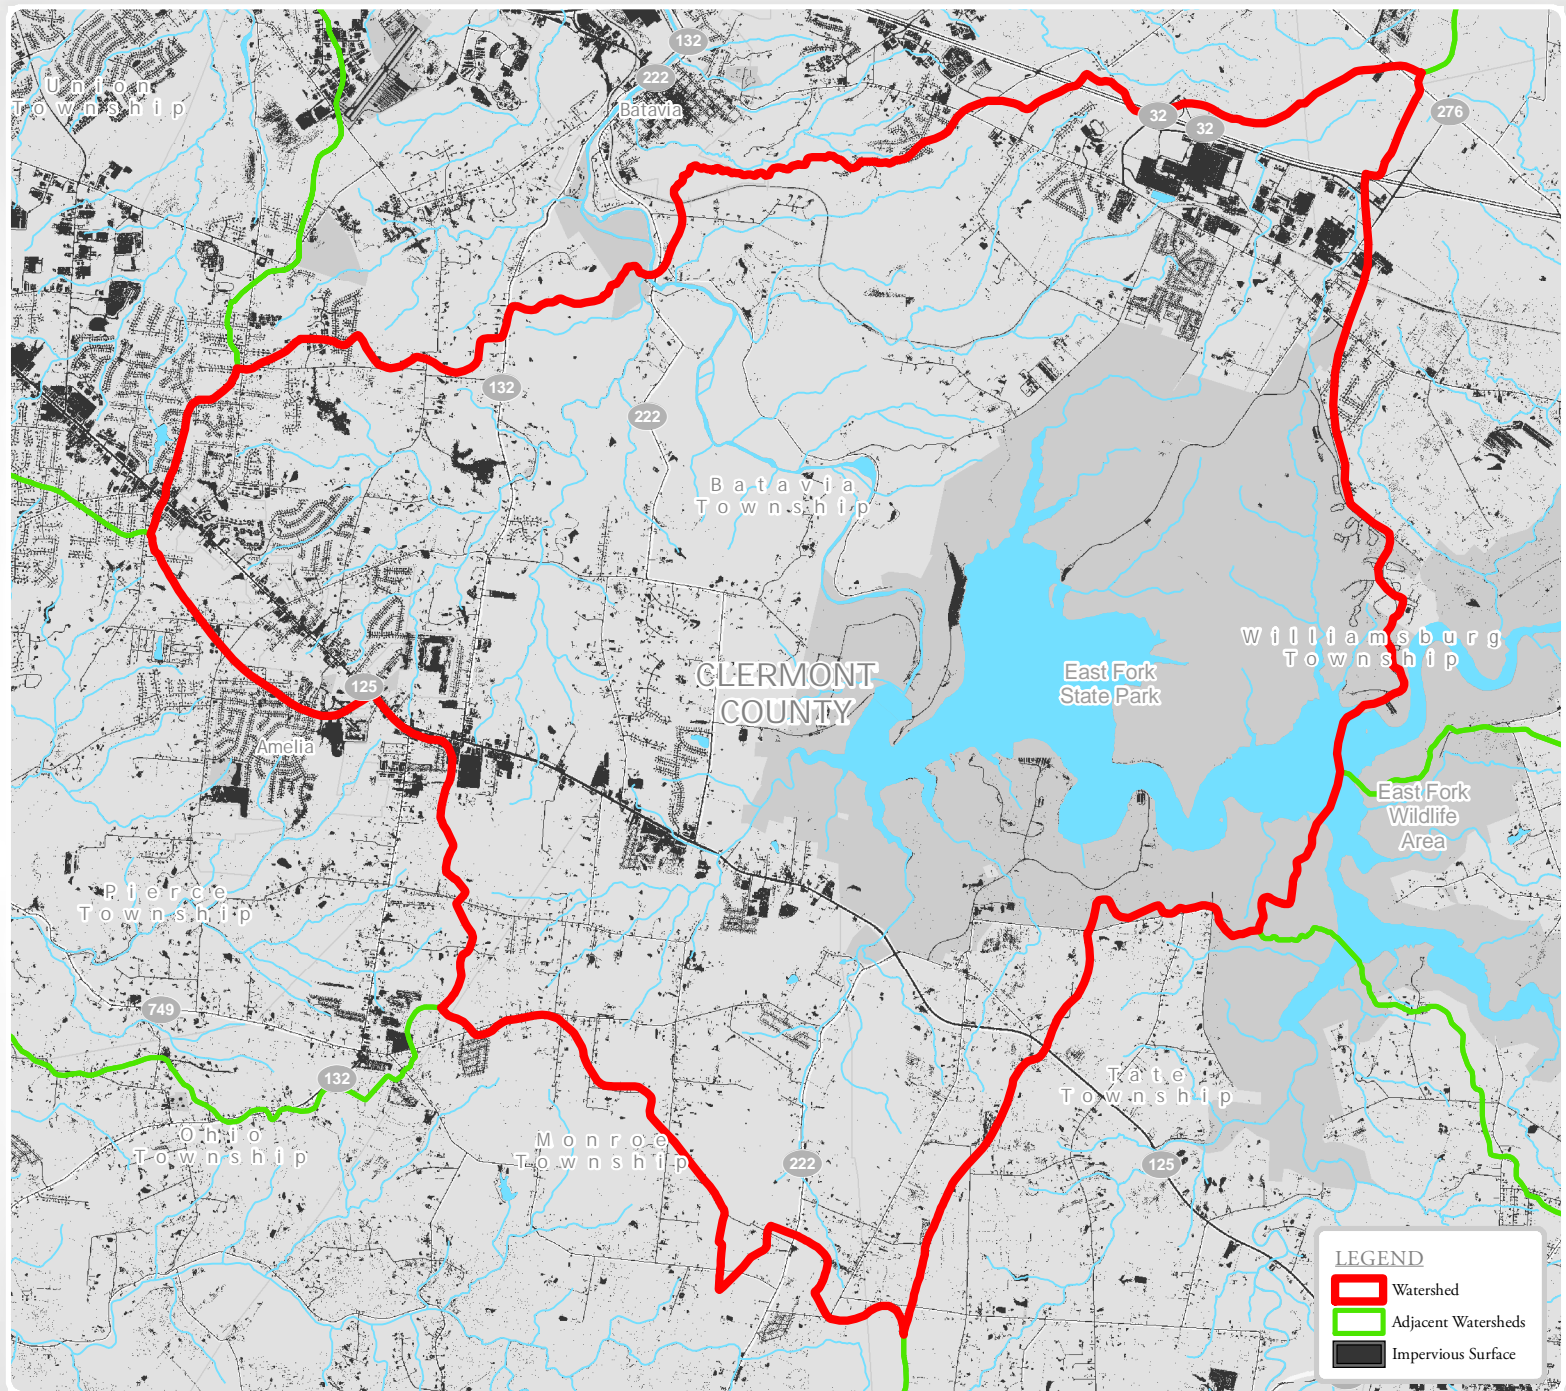 132
222
Batavia
Union
Township
32
32
276
132
222
Batavia
Township
Williamsburg
Township
CLERMONT
COUNTY
East Fork
State Park
125
Amelia
East Fork
Wildlife
Area
Pierce
Township
749
132
Tate
Township
Ohio
Township
Monroe
Township
222
125
LEGEND
Watershed
Adjacent Watersheds
Impervious Surface